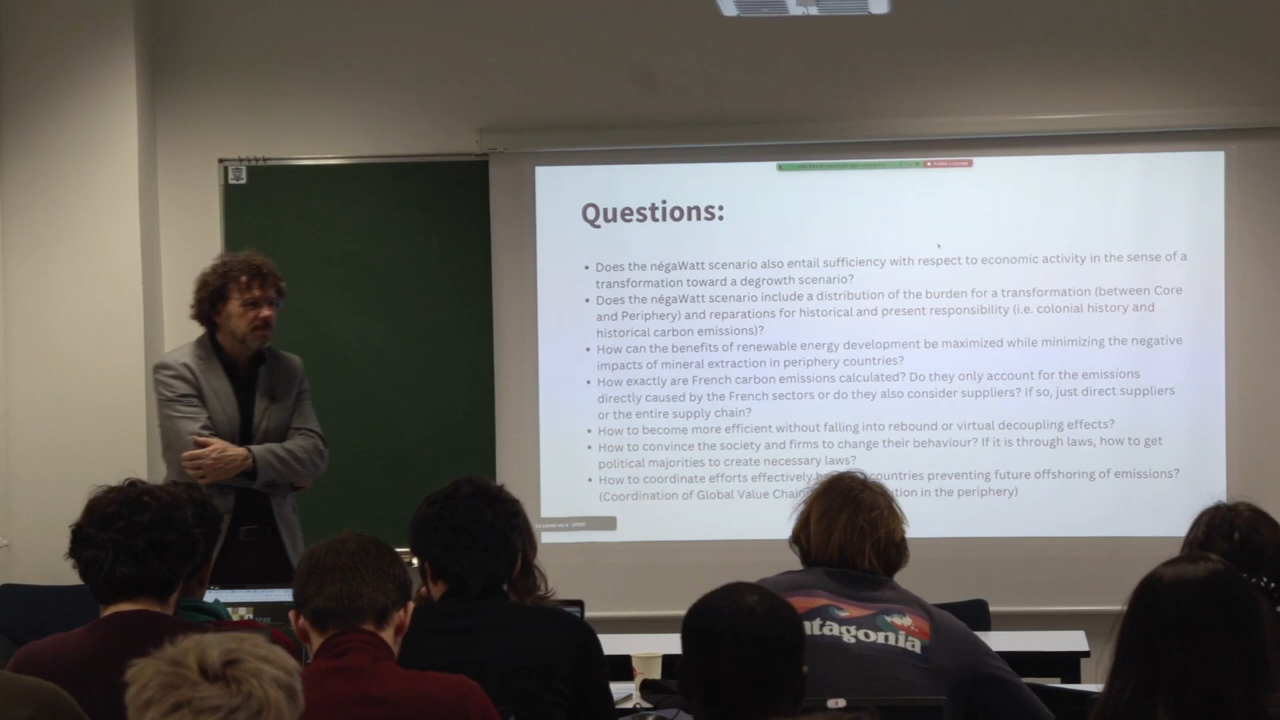 Questions:
• Does the négaWatt scenario also entail sufficiency with respect to economic activity in the sense of a
transformation toward a degrowth scenario?
• Does the négaWatt scenario include a distribution of the burden for a transformation (between Core
and Periphery) and reparations for historical and present responsibility (i.e. colonial history and
historical carbon emissions)?
• How can the benefits of renewable energy development be maximized while minimizing the negative
impacts of mineral extraction in periphery countries?
• How exactly are French carbon emissions calculated? Do they only account for the emissions
directly caused by the French sectors or do they also consider suppliers? If so, just direct suppliers
or the entire supply chain?
• How to become more efficient without falling into rebound or virtual decoupling effects?
• How to convince the society and firms to change their behaviour? If it is through laws, how to get
political majorities to create necessary laws?
• How to coordinate efforts effectively countries preventing future offshoring of emissions?
(Coordination of Global Value Chain in the periphery)
tagonia